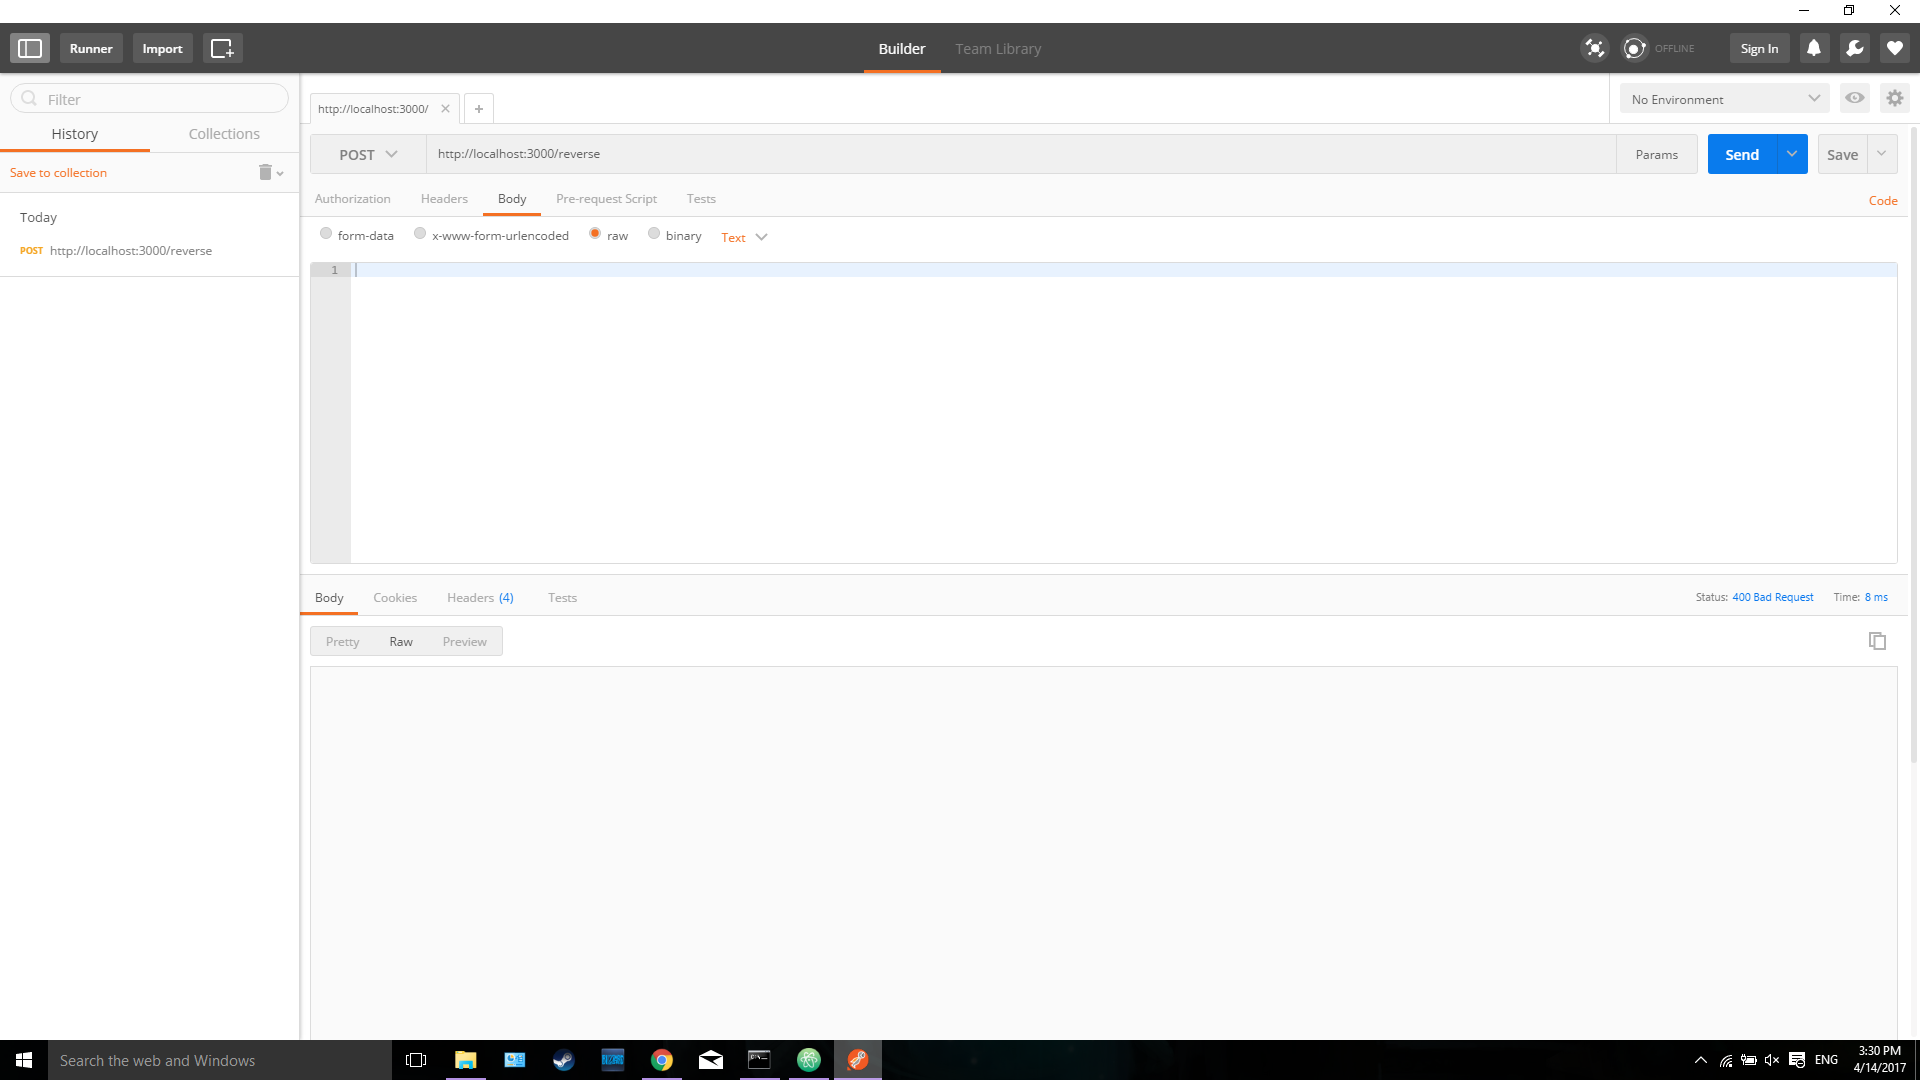 Runner
Import
Builder
Team Library
OFFLINE
Sign In
Filter
History
Collections
Save to collection
Today
POST http://localhost:3000/reverse
http://localhost:3000/
No Environment
POST
http://localhost:3000/reverse
Params
Send
Save
Authorization
Headers
Body
Pre-request Script
Tests
Code
form-data
x-www-form-urlencoded
raw
binary
Text
1
Body
Cookies
Headers (4)
Tests
Status: 400 Bad Request
Time: 8 ms
Pretty
Raw
Preview
Search the web and Windows
ENG
3:30 PM
4/14/2017